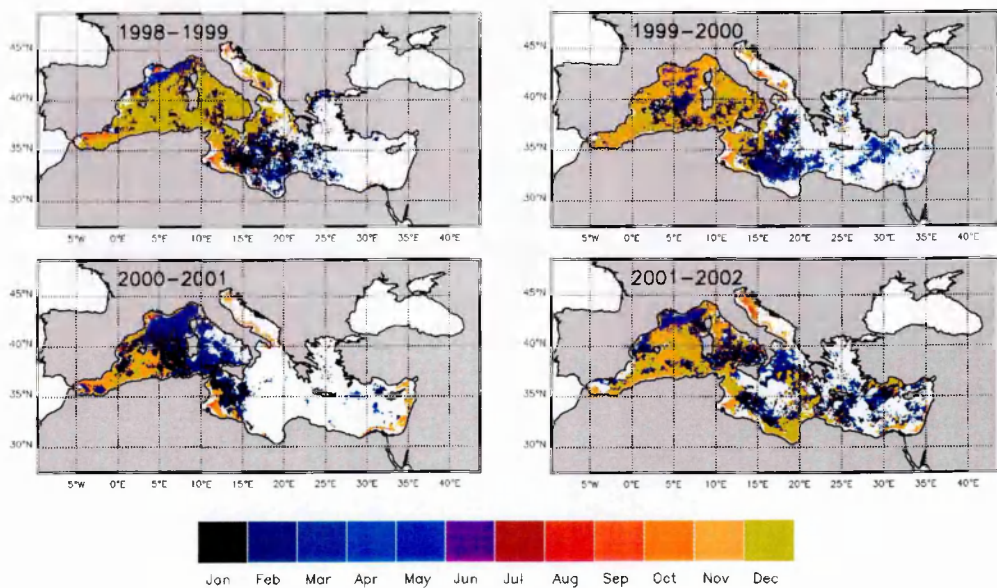 1998-1999
1999-2000
45°N
40°N
35°N
30°N
45°N
40°N
35°N
30°N
5°W 0°E 5°E 10°E 15°E 20°E 25°E 30°E 35°E 40°E
5°W 0°E 5°E 10°E 15°E 20°E 25°E 30°E 35°E 40°E
2000-2001
2001-2002
45°N
40°N
35°N
30°N
45°N
40°N
35°N
30°N
5°W 0°E 5°E 10°E 15°E 20°E 25°E 30°E 35°E 40°E
5°W 0°E 5°E 10°E 15°E 20°E 25°E 30°E 35°E 40°E
Jan Feb Mar Apr May Jun Jul Aug Sep Oct Nov Dec